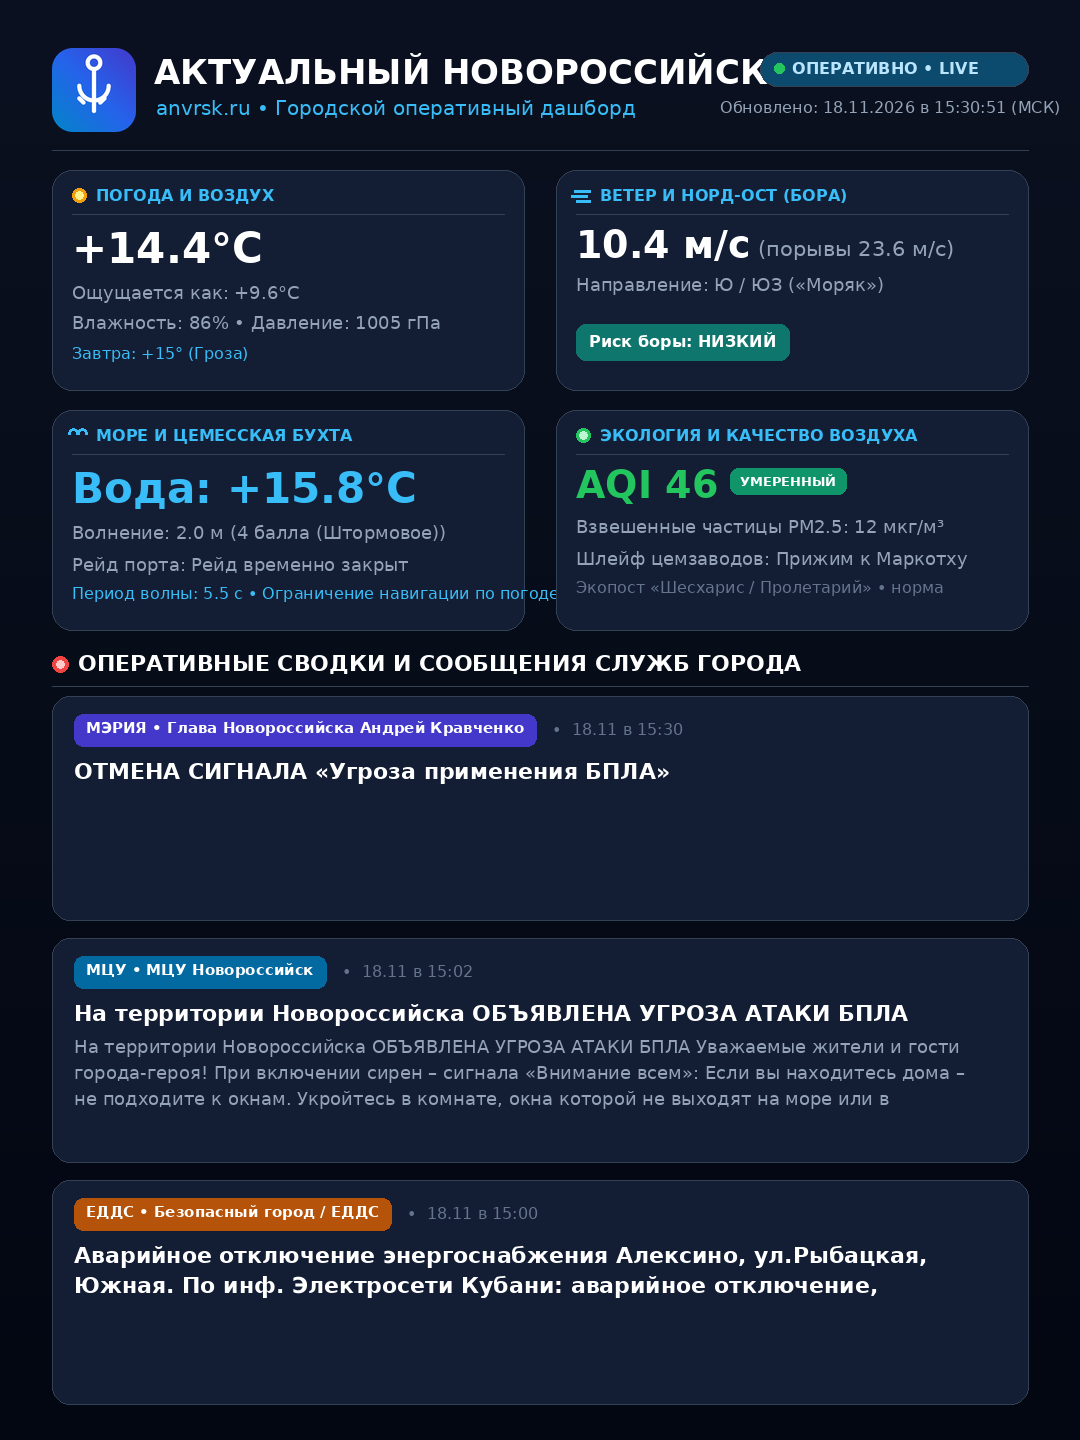 АКТУАЛЬНЫЙ НОВОРОССИЙСК
ОПЕРАТИВНО • LIVE
anvrsk.ru • Городской оперативный дашборд
Обновлено: 18.11.2026 в 15:30:51 (МСК)
ПОГОДА И ВОЗДУХ
+14.4°C
Ощущается как: +9.6°C
Влажность: 86% • Давление: 1005 гПа
Завтра: +15° (Гроза)
ВЕТЕР И НОРД-ОСТ (БОРА)
10.4 м/с (порывы 23.6 м/с)
Направление: Ю / ЮЗ («Моряк»)
Риск боры: НИЗКИЙ
МОРЕ И ЦЕМЕССКАЯ БУХТА
Вода: +15.8°C
Волнение: 2.0 м (4 балла (Штормовое))
Рейд порта: Рейд временно закрыт
Период волны: 5.5 с • Ограничение навигации по погоде
ЭКОЛОГИЯ И КАЧЕСТВО ВОЗДУХА
AQI 46 УМЕРЕННЫЙ
Взвешенные частицы PM2.5: 12 мкг/м³
Шлейф цемзаводов: Прижим к Маркотху
Экопост «Шесхарис / Пролетарий» • норма
ОПЕРАТИВНЫЕ СВОДКИ И СООБЩЕНИЯ СЛУЖБ ГОРОДА
МЭРИЯ • Глава Новороссийска Андрей Кравченко • 18.11 в 15:30
ОТМЕНА СИГНАЛА «Угроза применения БПЛА»
МЦУ • МЦУ Новороссийск • 18.11 в 15:02
На территории Новороссийска ОБЪЯВЛЕНА УГРОЗА АТАКИ БПЛА
На территории Новороссийска ОБЪЯВЛЕНА УГРОЗА АТАКИ БПЛА Уважаемые жители и гости
города-героя! При включении сирен – сигнала «Внимание всем»: Если вы находитесь дома –
не подходите к окнам. Укройтесь в комнате, окна которой не выходят на море или в
ЕДДС • Безопасный город / ЕДДС • 18.11 в 15:00
Аварийное отключение энергоснабжения Алексино, ул.Рыбацкая,
Южная. По инф. Электросети Кубани: аварийное отключение,